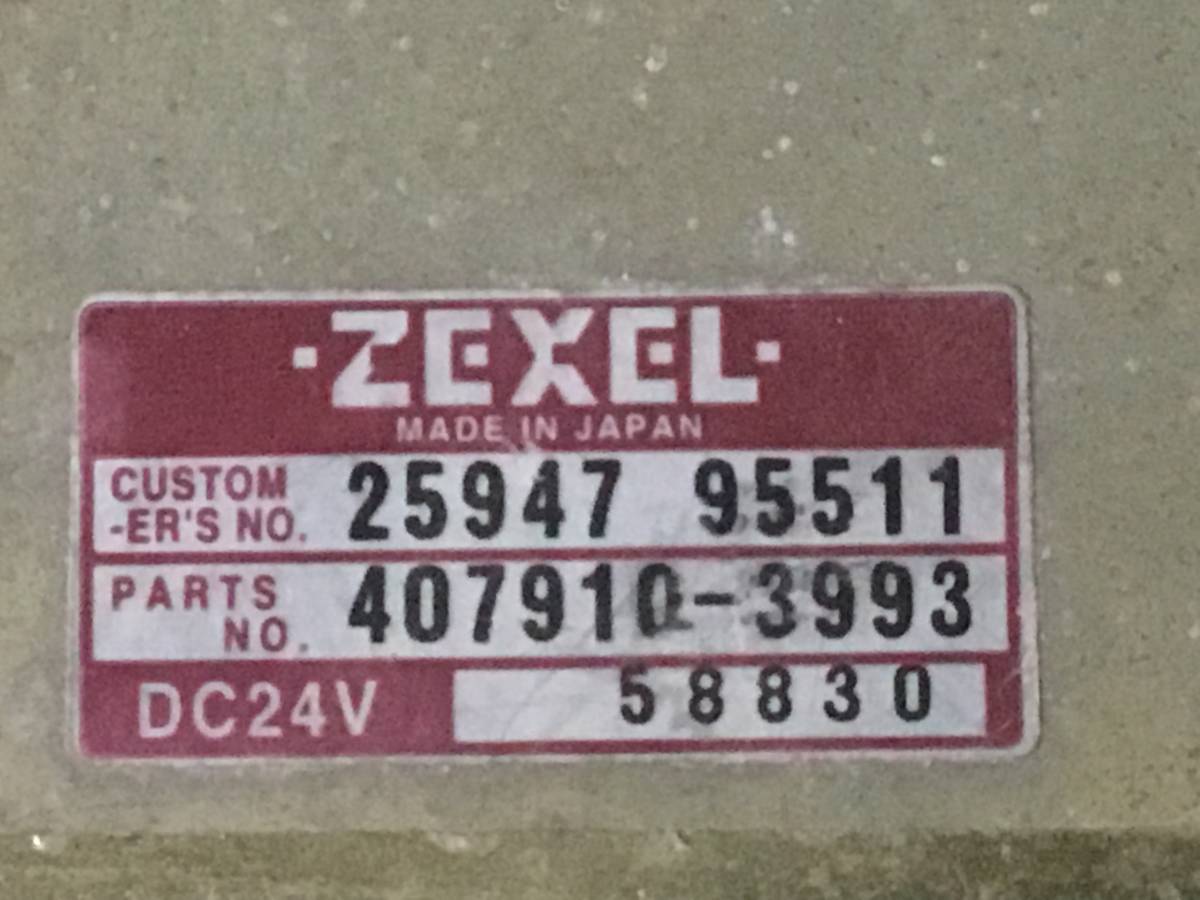 ·ZEXEL·
MADE IN JAPAN
CUSTOM
-ER'S NO. 25947 95511
PARTS
NO. 407910-3993
DC24V 58830